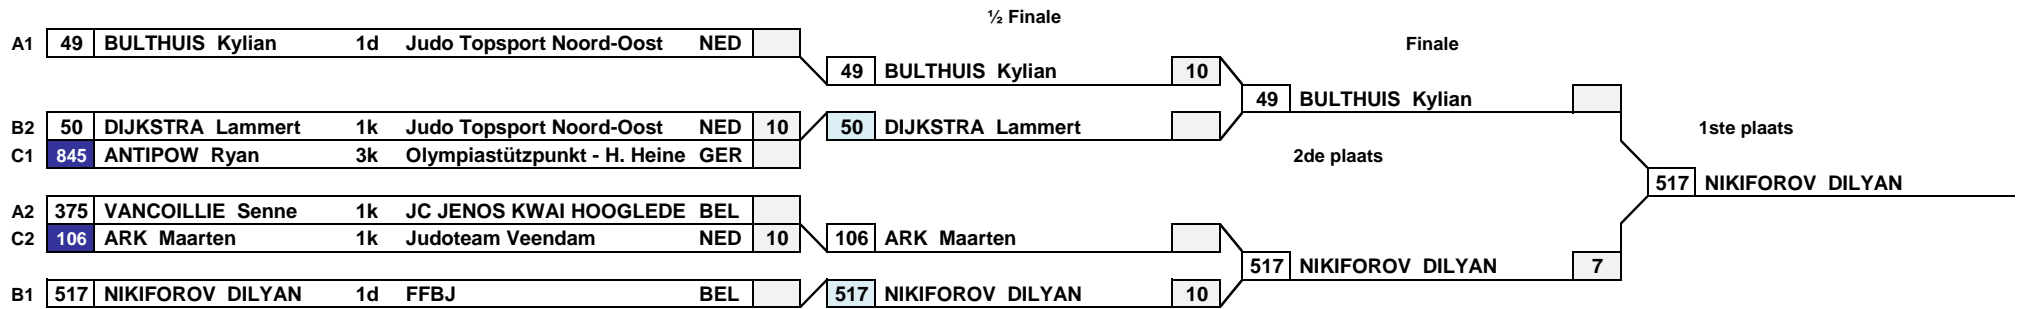 ½ Finale
A1 49 BULTHUIS Kylian 1d Judo Topsport Noord-Oost NED
Finale
49 BULTHUIS Kylian 10
49 BULTHUIS Kylian
B2 50 DIJKSTRA Lammert 1k Judo Topsport Noord-Oost NED 10
50 DIJKSTRA Lammert
1ste plaats
C1 845 ANTIPOW Ryan 3k Olympiastützpunkt - H. Heine GER
2de plaats
517 NIKIFOROV DILYAN
A2 375 VANCOILLIE Senne 1k JC JENOS KWAI HOOGLEDE BEL
C2 106 ARK Maarten 1k Judoteam Veendam NED 10
106 ARK Maarten
517 NIKIFOROV DILYAN 7
B1 517 NIKIFOROV DILYAN 1d FFBJ BEL
517 NIKIFOROV DILYAN 10